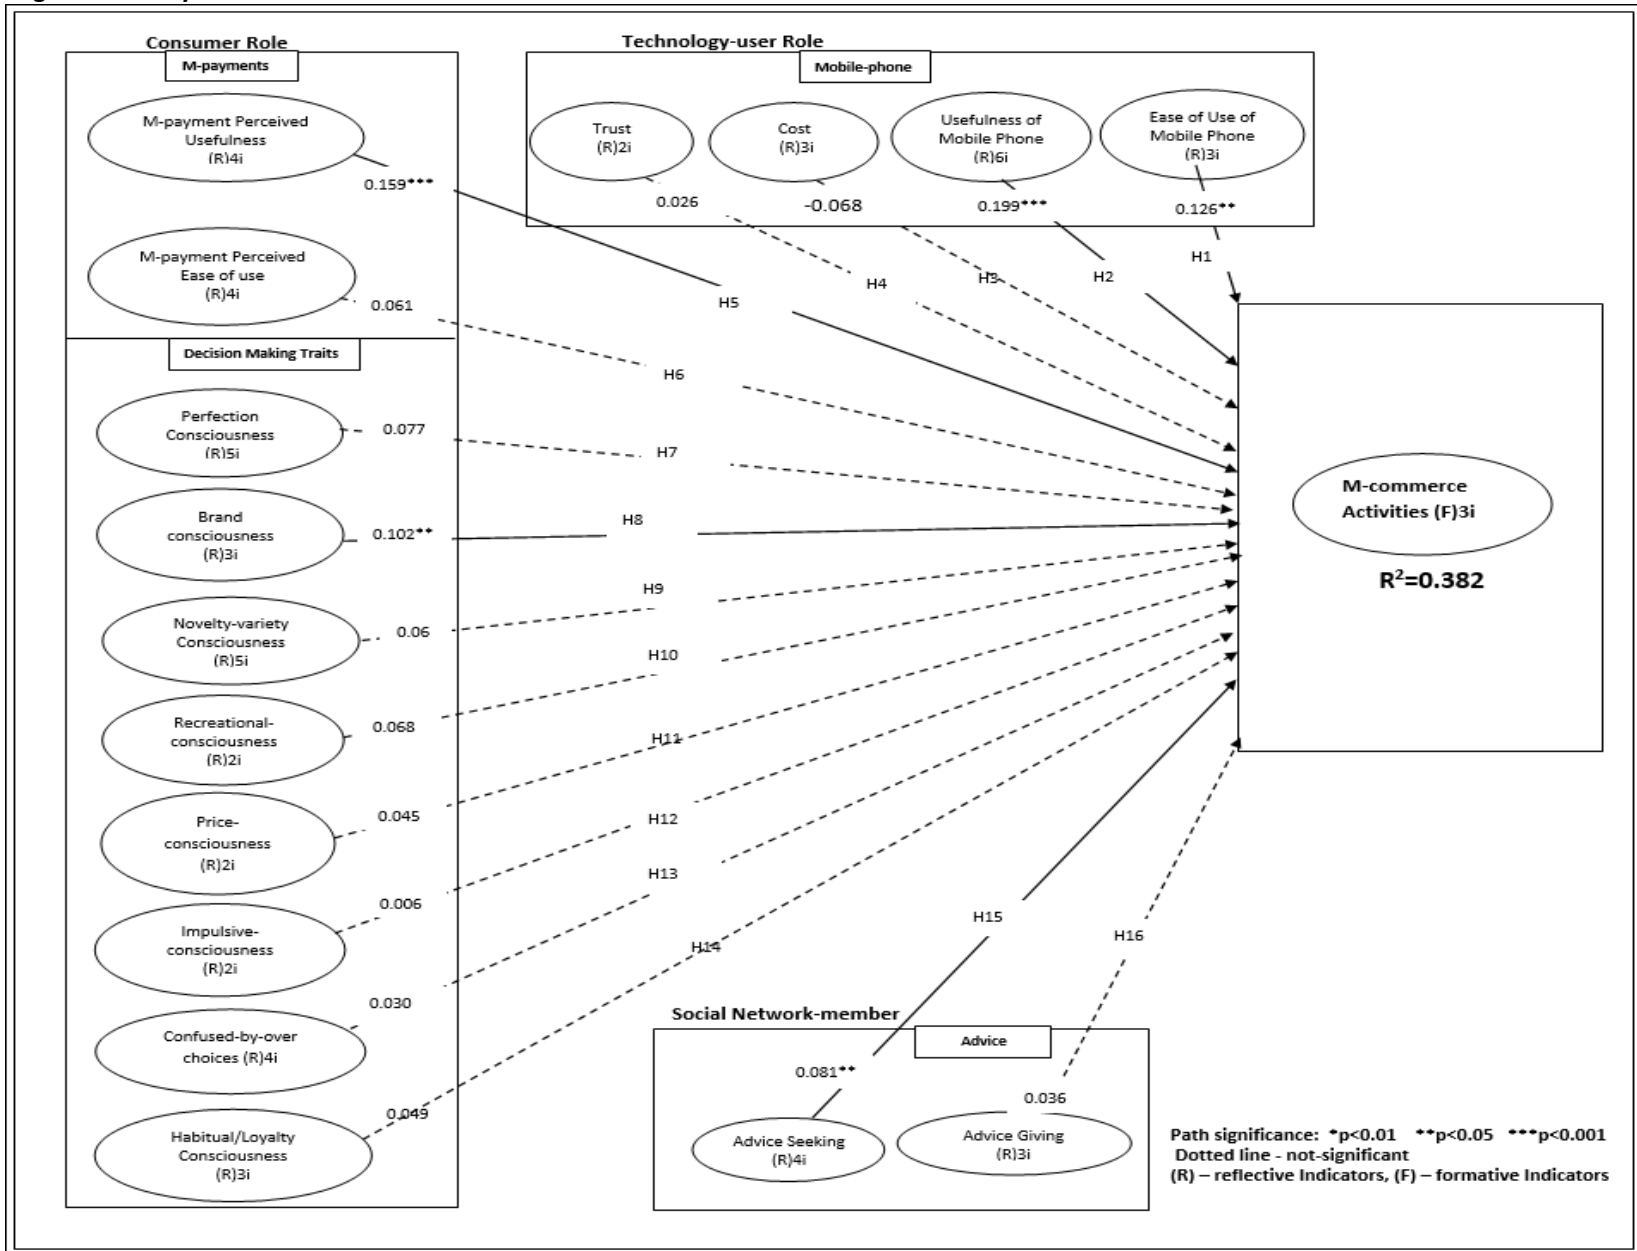 Consumer Role
M-payments
M-payment Perceived
Usefulness
(R)4i
0.159***
M-payment Perceived
Ease of use
(R)4i
0.061
Decision Making Traits
Perfection
Consciousness
(R)5i
0.077
Brand
consciousness
(R)3i
0.102**
Novelty-variety
Consciousness
(R)5i
0.06
Recreational-
consciousness
(R)2i
0.068
Price-
consciousness
(R)2i
0.045
Impulsive-
consciousness
(R)2i
0.006
Confused-by-over
choices (R)4i
0.030
Habitual/Loyalty
Consciousness
(R)3i
0.049
Technology-user Role
Mobile-phone
Trust
(R)2i
0.026
Cost
(R)3i
-0.068
Usefulness of
Mobile Phone
(R)6i
0.199***
Ease of Use of
Mobile Phone
(R)3i
0.126**
H1
H2
H3
H4
H5
H6
H7
H8
H9
H10
H11
H12
H13
H14
H15
H16
M-commerce
Activities (F)3i
R²=0.382
Social Network-member
Advice
0.081**
Advice Seeking
(R)4i
0.036
Advice Giving
(R)3i
Path significance: *p<0.01 **p<0.05 ***p<0.001
Dotted line - not-significant
(R) – reflective Indicators, (F) – formative Indicators